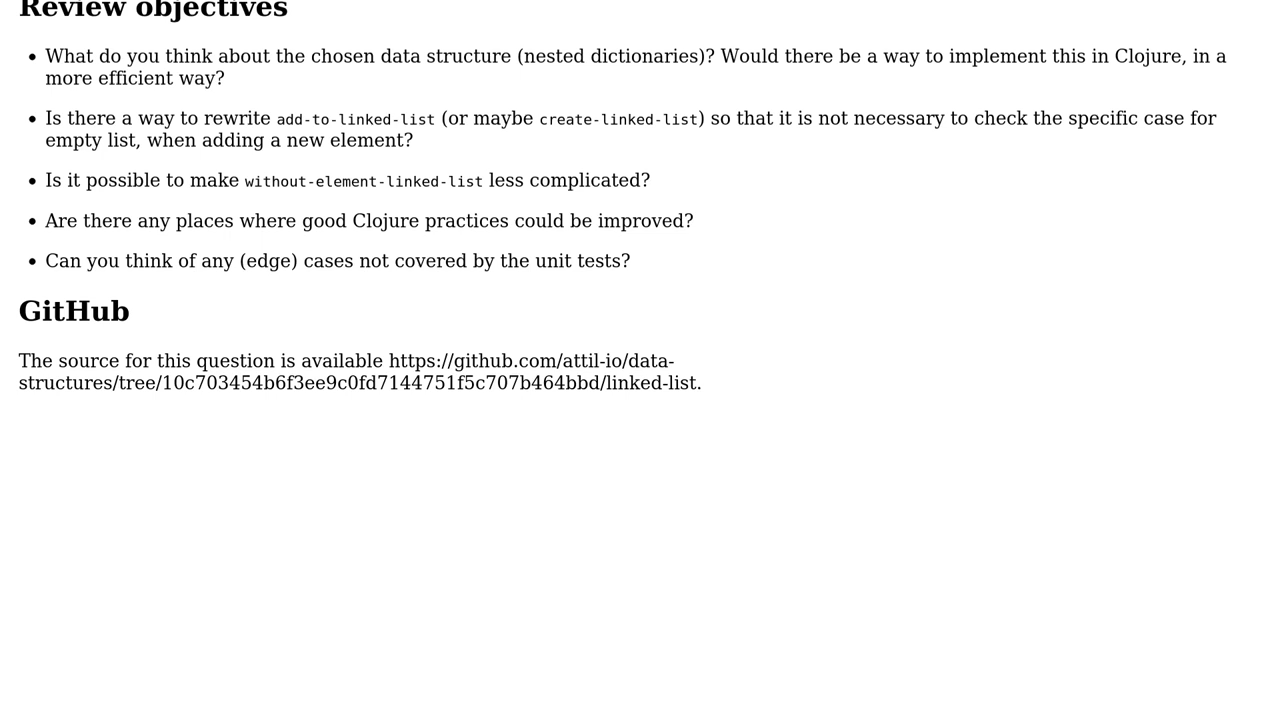 Review objectives
What do you think about the chosen data structure (nested dictionaries)? Would there be a way to implement this in Clojure, in a
more efficient way?
Is there a way to rewrite add-to-linked-list (or maybe create-linked-list) so that it is not necessary to check the specific case for
empty list, when adding a new element?
Is it possible to make without-element-linked-list less complicated?
Are there any places where good Clojure practices could be improved?
Can you think of any (edge) cases not covered by the unit tests?
GitHub
The source for this question is available https://github.com/attil-io/data-
structures/tree/10c703454b6f3ee9c0fd7144751f5c707b464bbd/linked-list.